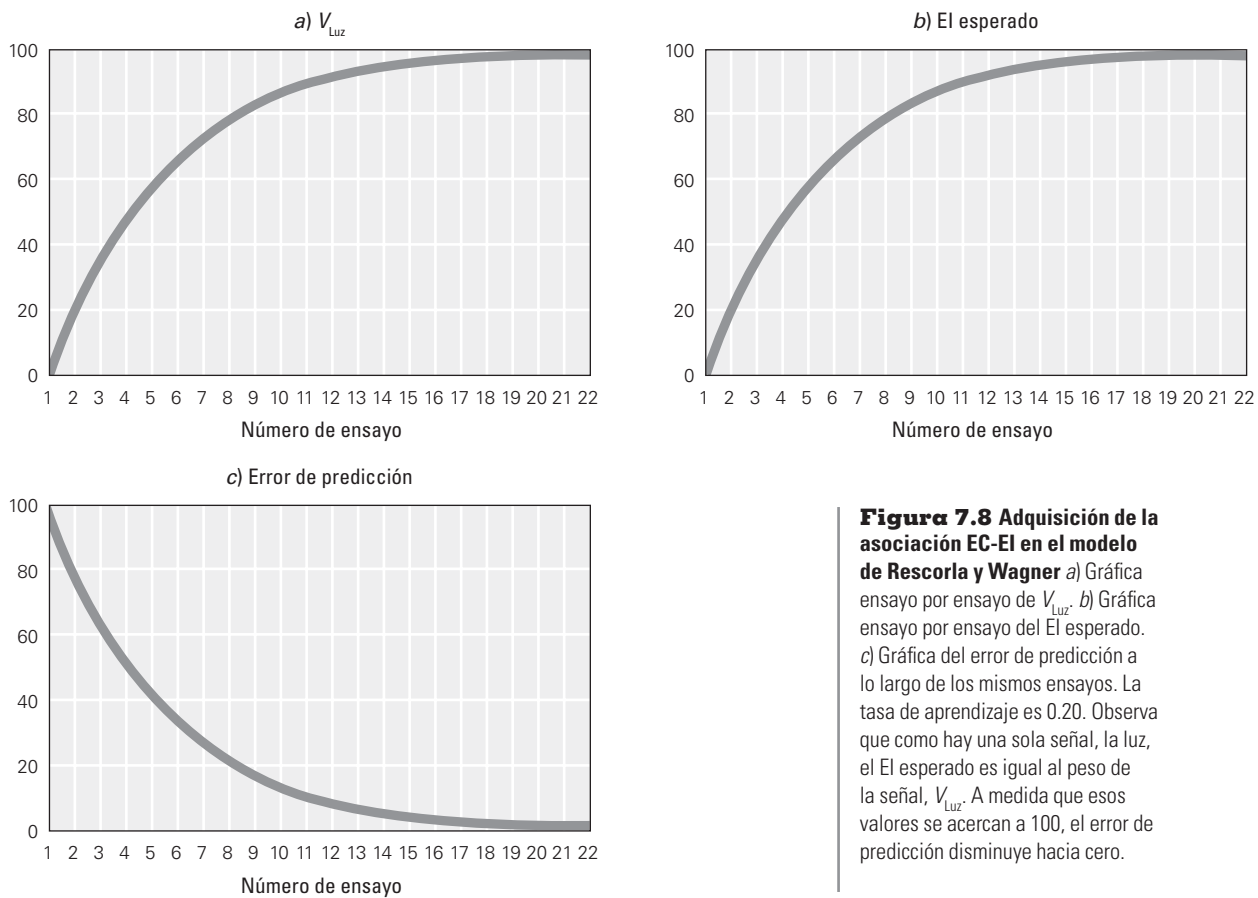 a) V Luz
100
80
60
40
20
0
1 2 3 4 5 6 7 8 9 10 11 12 13 14 15 16 17 18 19 20 21 22
Número de ensayo
b) El esperado
100
80
60
40
20
0
1 2 3 4 5 6 7 8 9 10 11 12 13 14 15 16 17 18 19 20 21 22
Número de ensayo
c) Error de predicción
100
80
60
40
20
0
1 2 3 4 5 6 7 8 9 10 11 12 13 14 15 16 17 18 19 20 21 22
Número de ensayo
Figura 7.8 Adquisición de la
asociación EC-EI en el modelo
de Rescorla y Wagner a) Gráfica
ensayo por ensayo de V Luz. b) Gráfica
ensayo por ensayo del EI esperado.
c) Gráfica del error de predicción a
lo largo de los mismos ensayos. La
tasa de aprendizaje es 0.20. Observa
que como hay una sola señal, la luz,
el EI esperado es igual al peso de
la señal, V Luz. A medida que esos
valores se acercan a 100, el error de
predicción disminuye hacia cero.